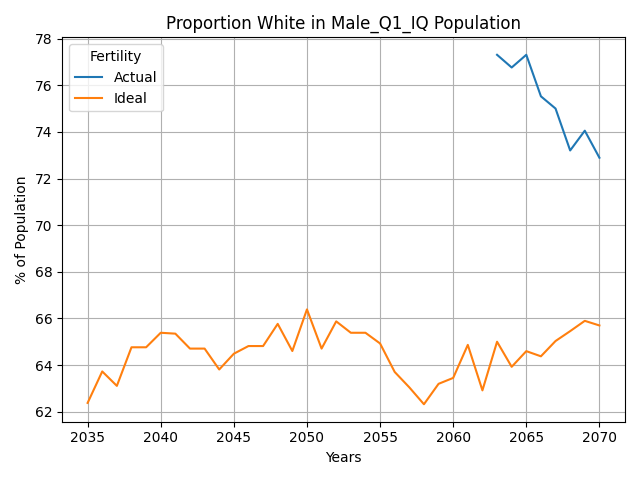 Proportion White in Male_Q1_IQ Population
Fertility
Actual
Ideal
% of Population
78
76
74
72
70
68
66
64
62
2035
2040
2045
2050
2055
2060
2065
2070
Years